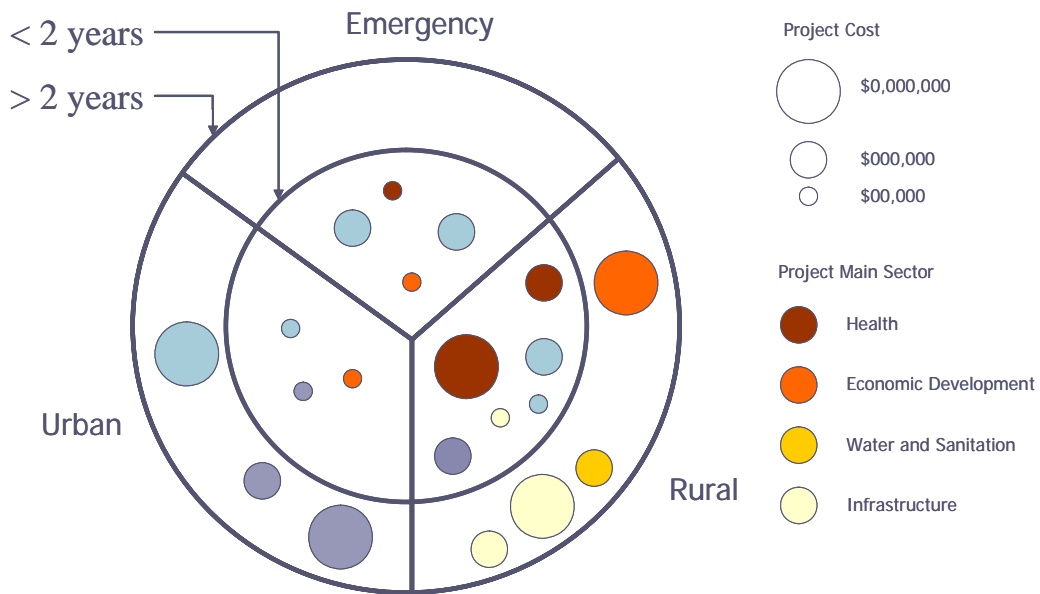 Emergency
< 2 years
> 2 years
Urban
Rural
Project Cost
$0,000,000
$000,000
$00,000
Project Main Sector
Health
Economic Development
Water and Sanitation
Infrastructure